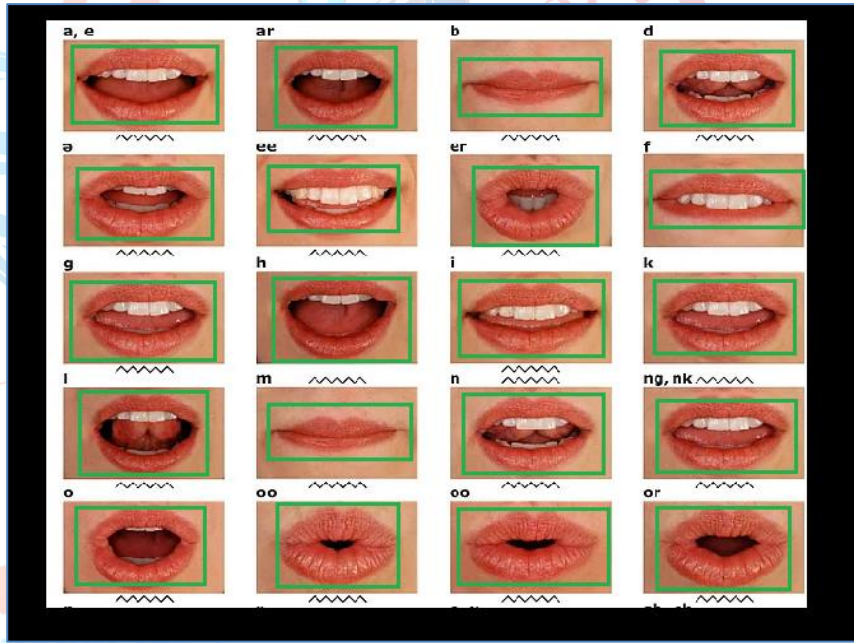 a, e ar b d
ə ee er f
g h i k
l m n ng, nk
o oo oo or